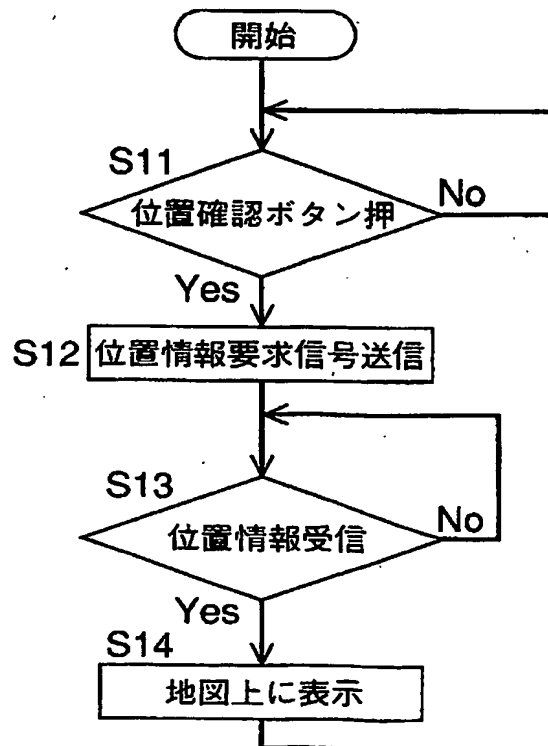 開始
S11
位置確認ボタン押
No
Yes
S12 位置情報要求信号送信
S13
位置情報受信
No
Yes
S14
地図上に表示